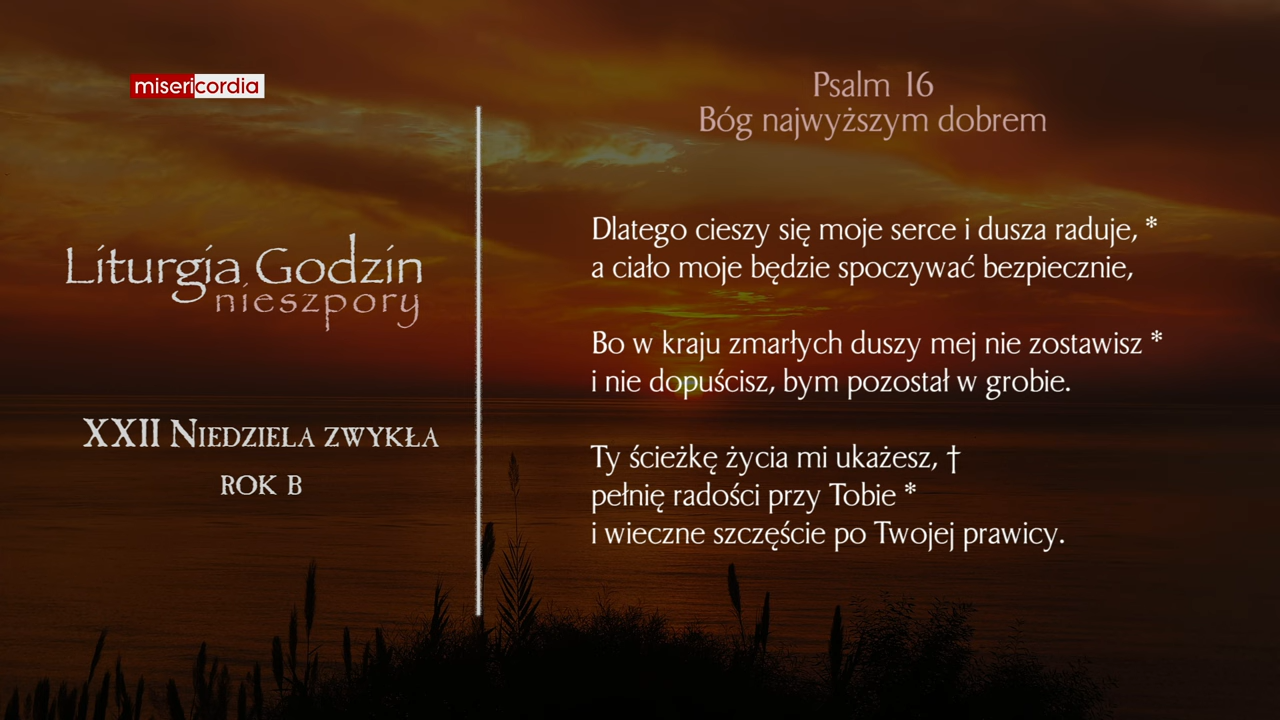 misericordia
Liturgia Godzin
nieszpory
XXII Niedziela zwykła
rok B
Psalm 16
Bóg najwyższym dobrem
Dlatego cieszy się moje serce i dusza raduje, *
a ciało moje będzie spoczywać bezpiecznie,
Bo w kraju zmarłych duszy mej nie zostawisz *
i nie dopuścisz, bym pozostał w grobie.
Ty ścieżkę życia mi ukażesz, †
pełnię radości przy Tobie *
i wieczne szczęście po Twojej prawicy.